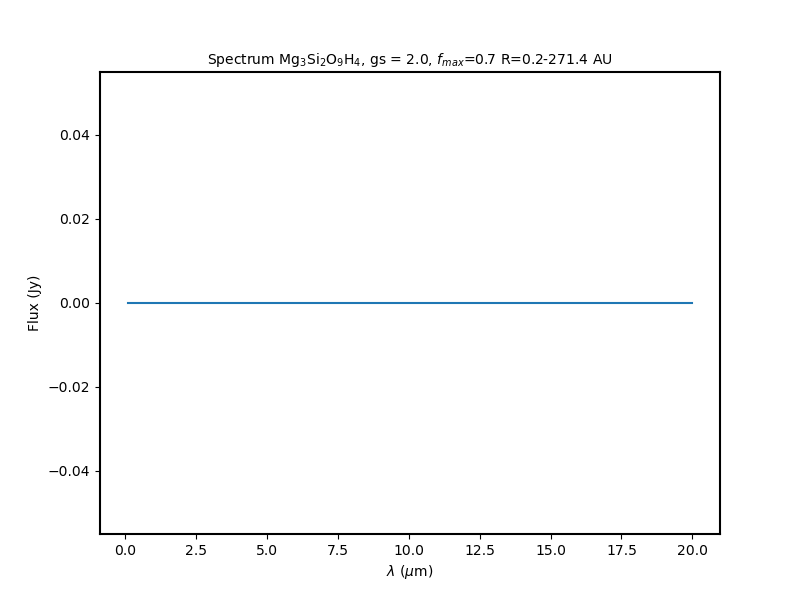 Spectrum Mg₃Si₂O₉H₄, gs = 2.0, fₘₐₓ=0.7 R=0.2-271.4 AU
Flux (Jy)
0.04
0.02
0.00
−0.02
−0.04
0.0 2.5 5.0 7.5 10.0 12.5 15.0 17.5 20.0
λ (μm)